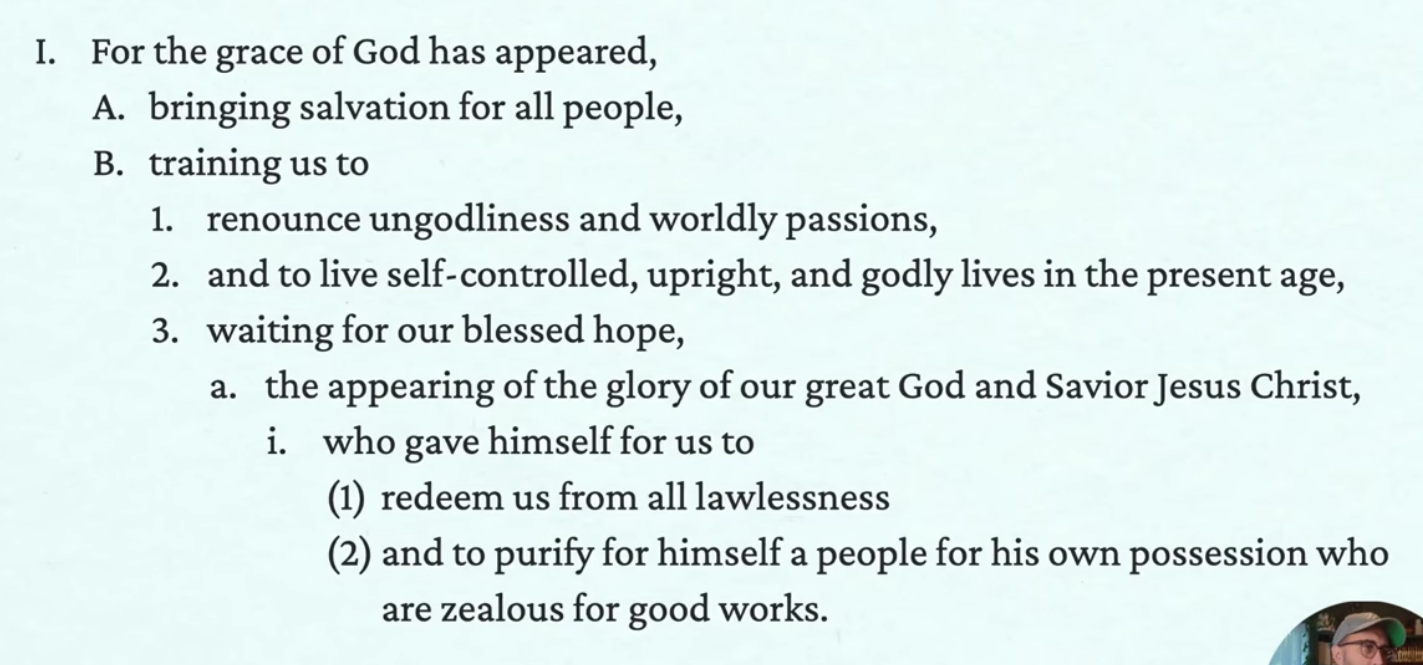 I. For the grace of God has appeared,
A. bringing salvation for all people,
B. training us to
1. renounce ungodliness and worldly passions,
2. and to live self-controlled, upright, and godly lives in the present age,
3. waiting for our blessed hope,
a. the appearing of the glory of our great God and Savior Jesus Christ,
i. who gave himself for us to
(1) redeem us from all lawlessness
(2) and to purify for himself a people for his own possession who
are zealous for good works.